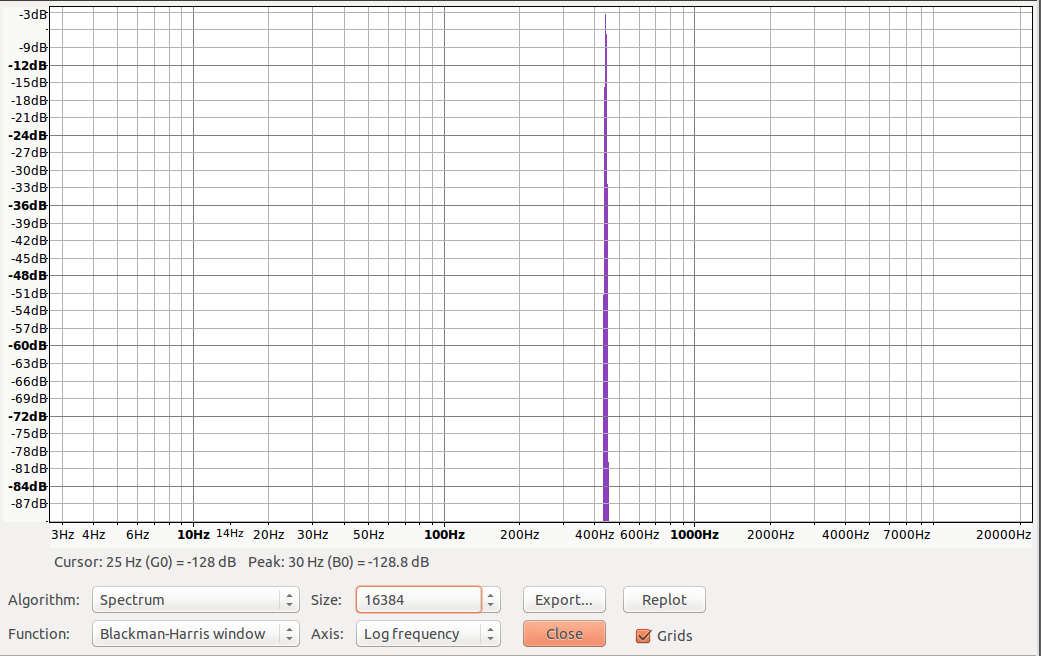 -3dB
-9dB
-12dB
-15dB
-18dB
-21dB
-24dB
-27dB
-30dB
-33dB
-36dB
-39dB
-42dB
-45dB
-48dB
-51dB
-54dB
-57dB
-60dB
-63dB
-66dB
-69dB
-72dB
-75dB
-78dB
-81dB
-84dB
-87dB
3Hz 4Hz 6Hz 10Hz 14Hz 20Hz 30Hz 50Hz 100Hz 200Hz 400Hz 600Hz 1000Hz 2000Hz 4000Hz 7000Hz 20000Hz
Cursor: 25 Hz (G0) = -128 dB Peak: 30 Hz (B0) = -128.8 dB
Algorithm: Spectrum Size: 16384 Export... Replot
Function: Blackman-Harris window Axis: Log frequency Close Grids